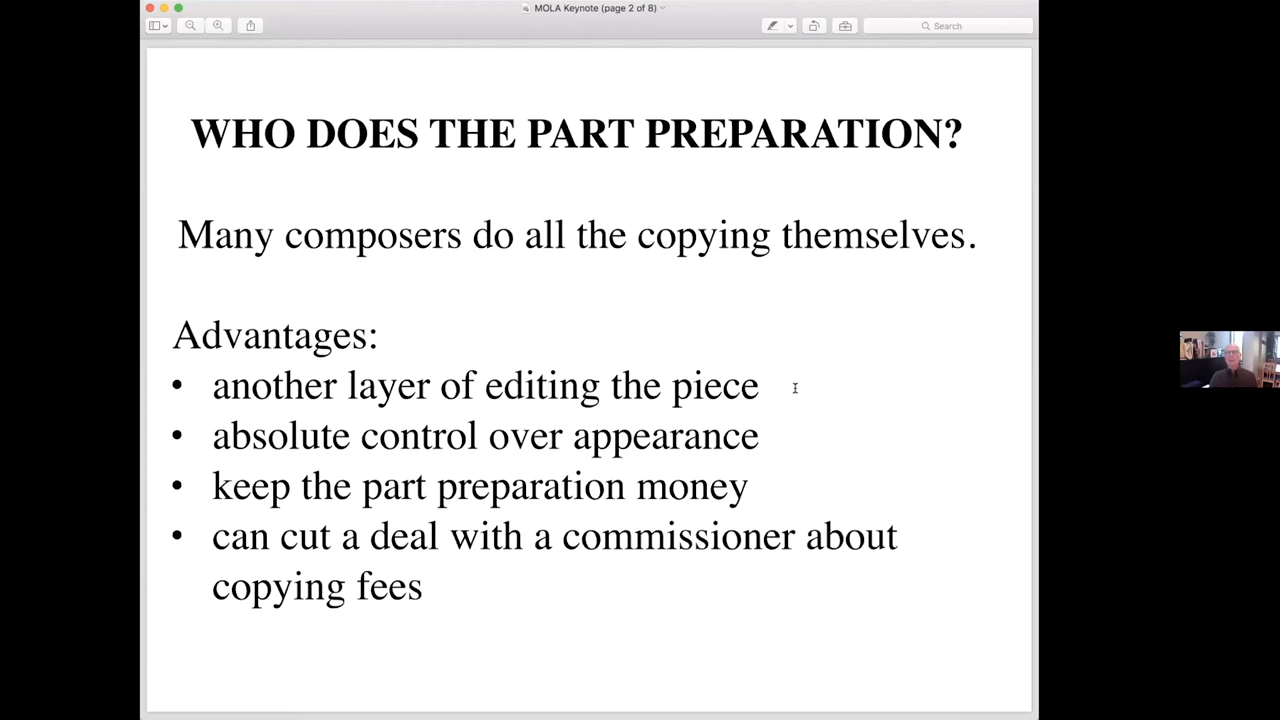 MOLA Keynote (page 2 of 8)
Search
WHO DOES THE PART PREPARATION?
Many composers do all the copying themselves.
Advantages:
• another layer of editing the piece
• absolute control over appearance
• keep the part preparation money
• can cut a deal with a commissioner about
copying fees